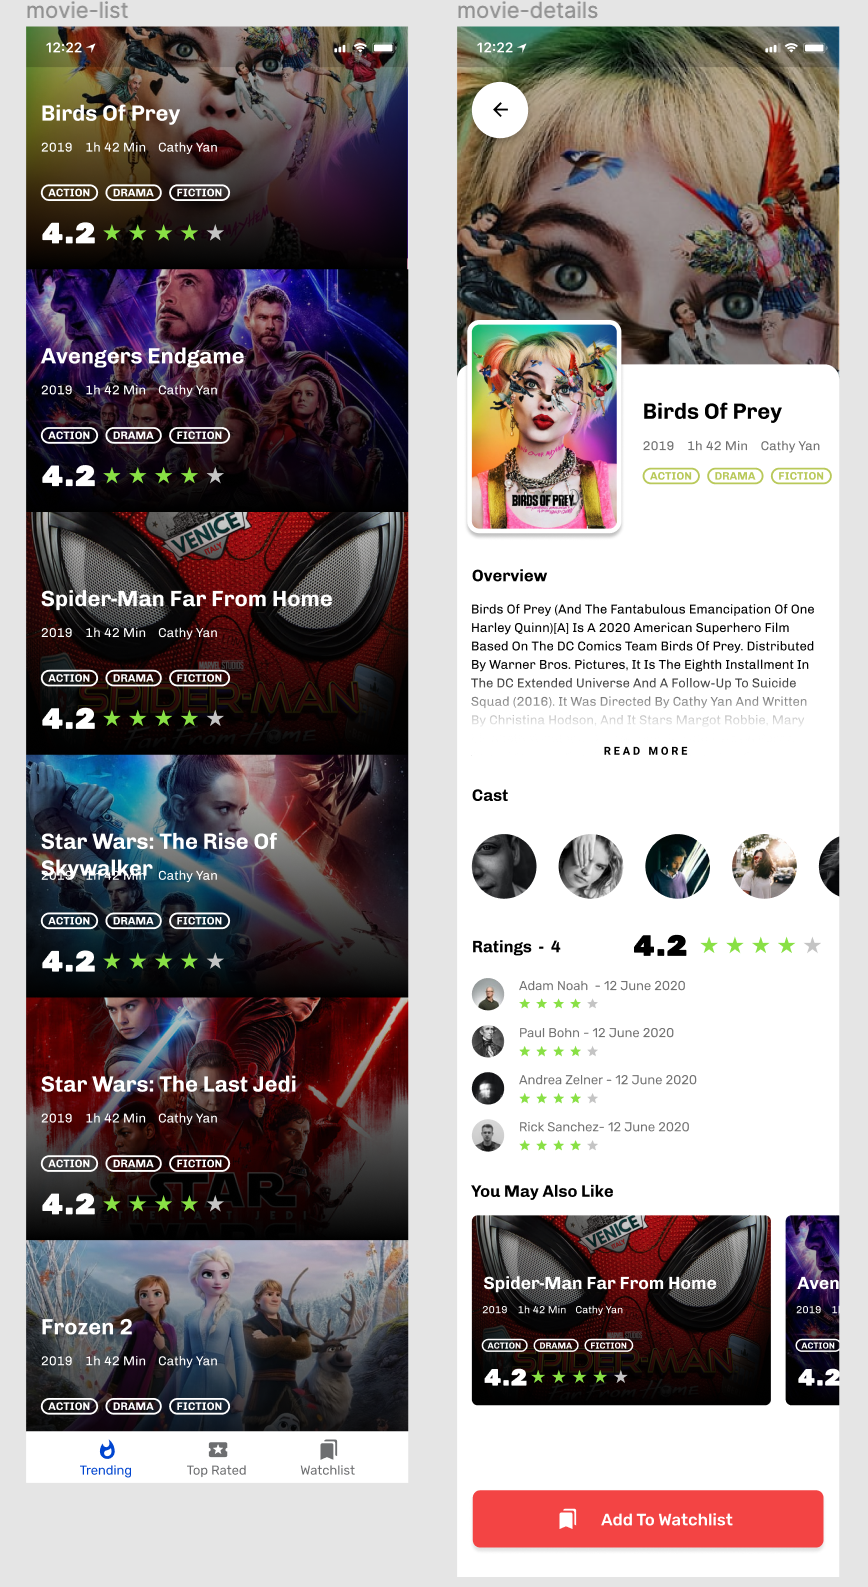 movie-list
12:22
Birds Of Prey
2019 1h 42 Min Cathy Yan
ACTION DRAMA FICTION
4.2
Avengers Endgame
2019 1h 42 Min Cathy Yan
ACTION DRAMA FICTION
4.2
VENICE
ITALY
Spider-Man Far From Home
2019 1h 42 Min Cathy Yan
MARVEL STUDIOS
ACTION DRAMA FICTION
SPIDER-MAN
4.2
Far From Home
Star Wars: The Rise Of
Skywalker
2019 1h 42 Min Cathy Yan
ACTION DRAMA FICTION
4.2
Star Wars: The Last Jedi
2019 1h 42 Min Cathy Yan
ACTION DRAMA FICTION
STAR
4.2
THE LAST JEDI
WARS
Frozen 2
2019 1h 42 Min Cathy Yan
ACTION DRAMA FICTION
Trending Top Rated Watchlist
movie-details
12:22
BIRDS OF PREY
Birds Of Prey
2019 1h 42 Min Cathy Yan
ACTION DRAMA FICTION
Overview
Birds Of Prey (And The Fantabulous Emancipation Of One
Harley Quinn)[A] Is A 2020 American Superhero Film
Based On The DC Comics Team Birds Of Prey. Distributed
By Warner Bros. Pictures, It Is The Eighth Installment In
The DC Extended Universe And A Follow-Up To Suicide
Squad (2016). It Was Directed By Cathy Yan And Written
By Christina Hodson, And It Stars Margot Robbie, Mary
READ MORE
Cast
Ratings - 4 4.2
Adam Noah - 12 June 2020
Paul Bohn - 12 June 2020
Andrea Zelner - 12 June 2020
Rick Sanchez- 12 June 2020
You May Also Like
VENICE
Spider-Man Far From Home
2019 1h 42 Min Cathy Yan
MARVEL STUDIOS
ACTION DRAMA FICTION
SPIDER-MAN
4.2
Far From Home
Aven
2019 1
ACTION
4.2
Add To Watchlist